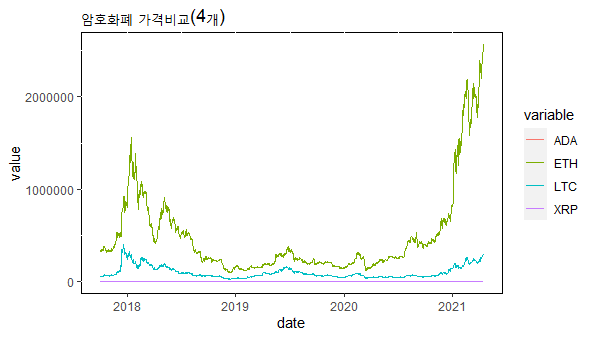 암호화폐 가격비교(4개)
value
2000000
1000000
0
2018
2019
2020
2021
date
variable
ADA
ETH
LTC
XRP